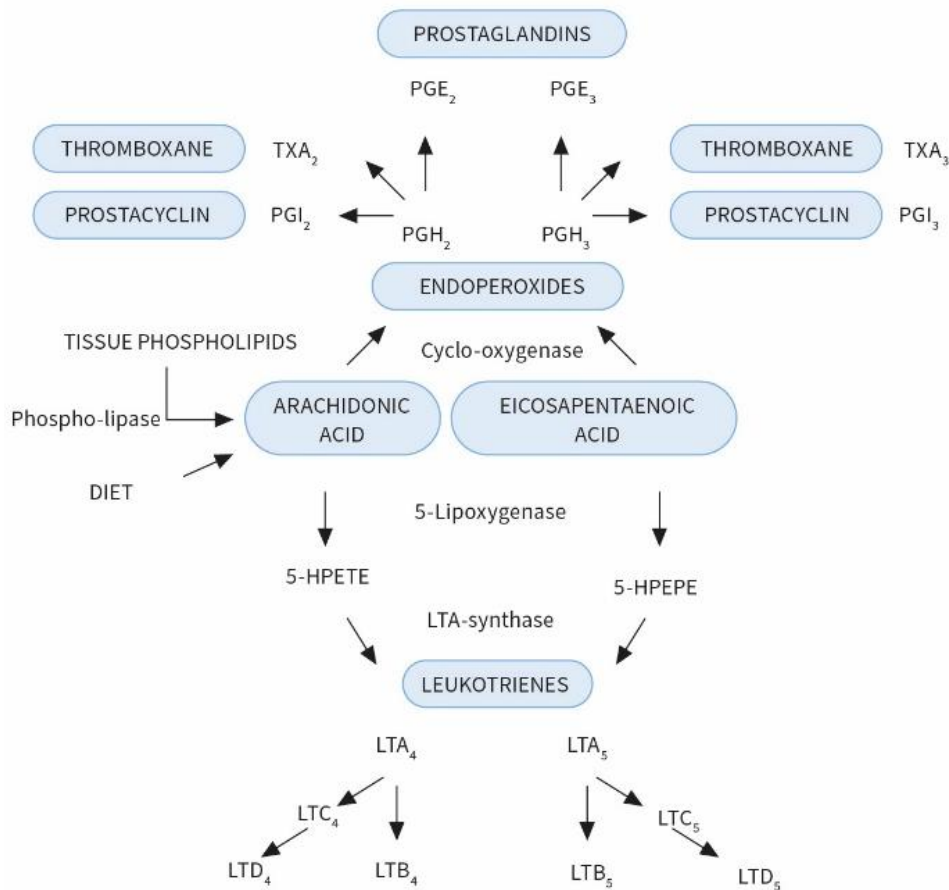 PROSTAGLANDINS
PGE₂ PGE₃
THROMBOXANE TXA₂ THROMBOXANE TXA₃
PROSTACYCLIN PGI₂ PROSTACYCLIN PGI₃
PGH₂ PGH₃
ENDOPEROXIDES
TISSUE PHOSPHOLIPIDS
Cyclo-oxygenase
Phospho-lipase
ARACHIDONIC
ACID
EICOSAPENTAENOIC
ACID
DIET
5-Lipoxygenase
5-HPETE 5-HPEPE
LTA-synthase
LEUKOTRIENES
LTA₄ LTA₅
LTC₄ LTC₅
LTD₄ LTB₄ LTB₅ LTD₅